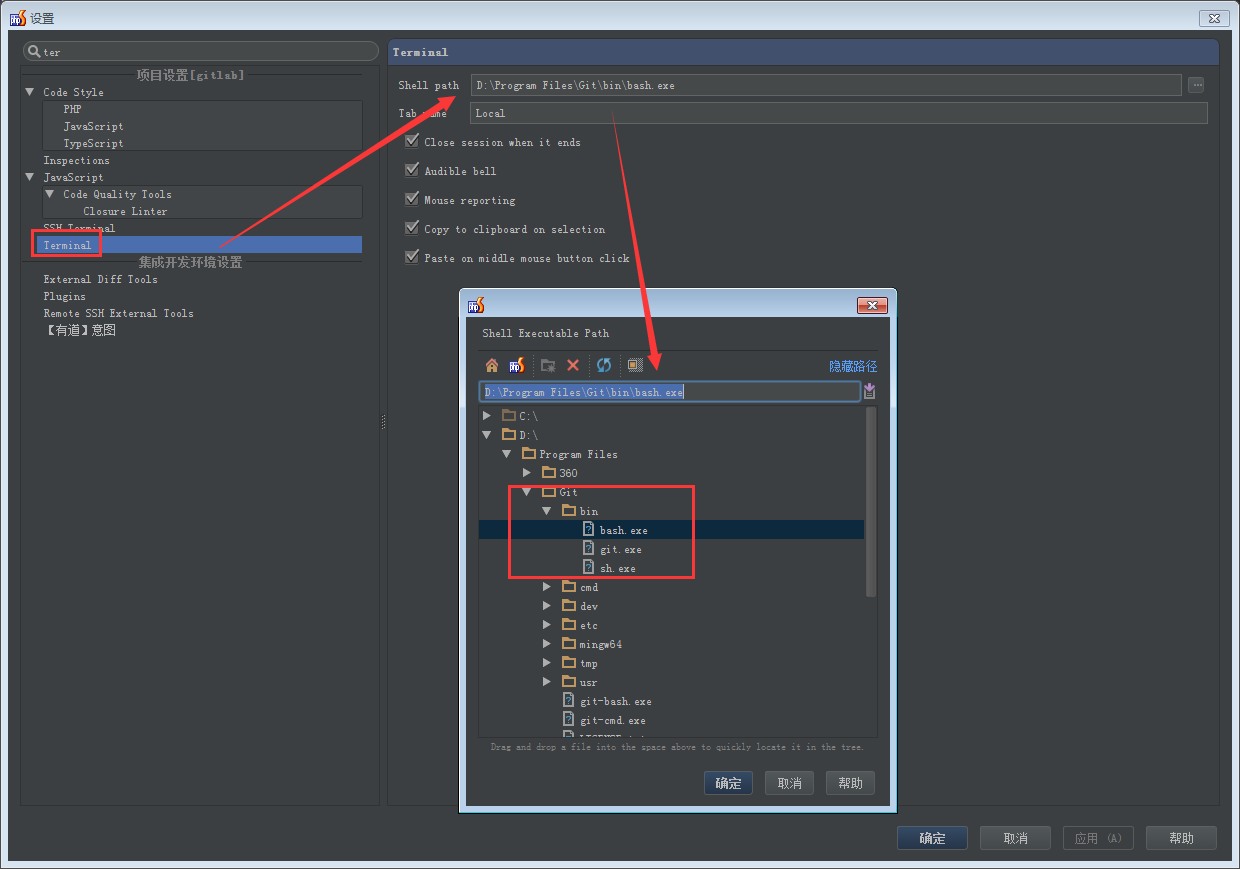 设置
ter
项目设置[gitlab]
Code Style
PHP
JavaScript
TypeScript
Inspections
JavaScript
Code Quality Tools
Closure Linter
SSH Terminal
Terminal
集成开发环境设置
External Diff Tools
Plugins
Remote SSH External Tools
【有道】意图
Terminal
Shell path D:\Program Files\Git\bin\bash.exe
Tab name Local
Close session when it ends
Audible bell
Mouse reporting
Copy to clipboard on selection
Paste on middle mouse button click
Shell Executable Path
隐藏路径
D:\Program Files\Git\bin\bash.exe
C:\
D:\
Program Files
360
Git
bin
bash.exe
git.exe
sh.exe
cmd
dev
etc
mingw64
tmp
usr
git-bash.exe
git-cmd.exe
Drag and drop a file into the space above to quickly locate it in the tree.
确定 取消 帮助
确定 取消 应用 (A) 帮助